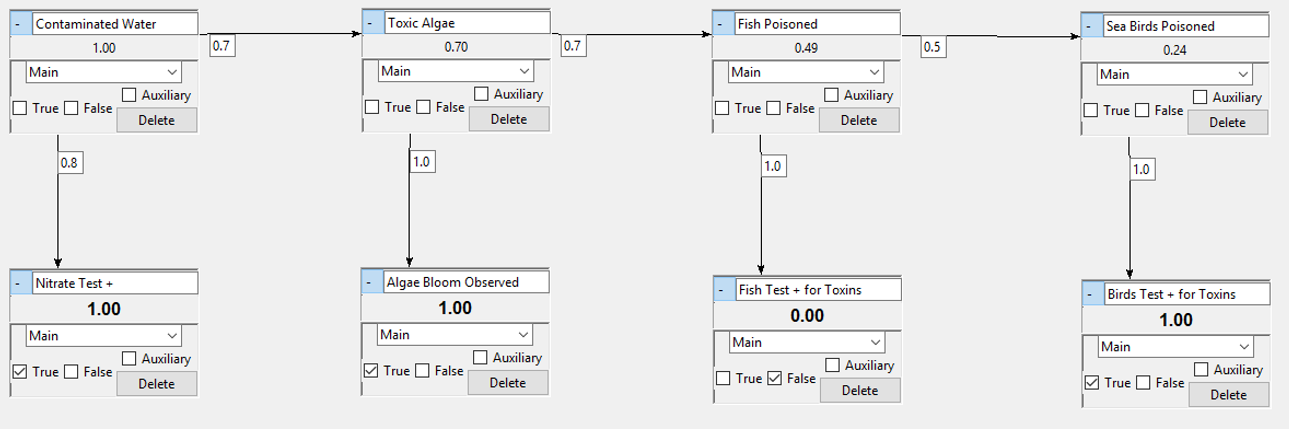 - Contaminated Water
1.00
Main
True False
Auxiliary
Delete
0.7
- Toxic Algae
0.70
Main
True False
Auxiliary
Delete
0.7
- Fish Poisoned
0.49
Main
True False
Auxiliary
Delete
0.5
- Sea Birds Poisoned
0.24
Main
True False
Auxiliary
Delete
0.8
1.0
1.0
1.0
- Nitrate Test +
1.00
Main
Auxiliary
True False
Delete
- Algae Bloom Observed
1.00
Main
Auxiliary
True False
Delete
- Fish Test + for Toxins
0.00
Main
Auxiliary
True False
Delete
- Birds Test + for Toxins
1.00
Main
Auxiliary
True False
Delete